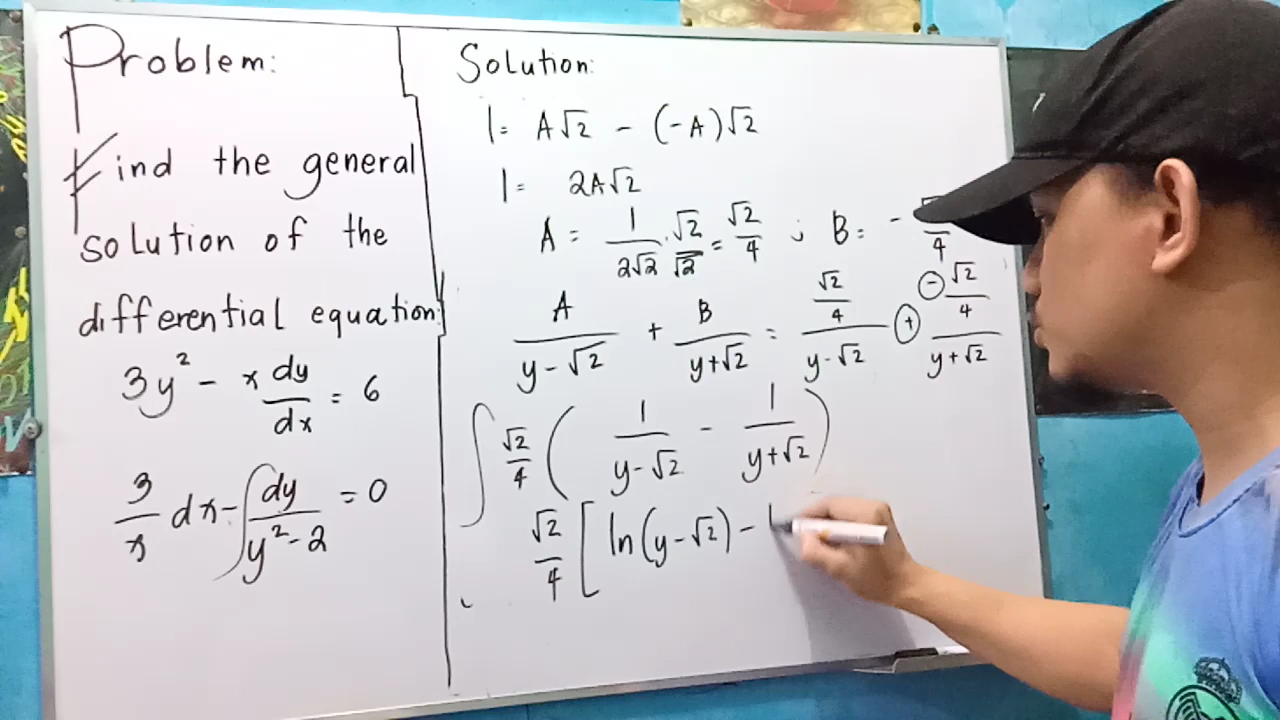 Problem:
Find the general
solution of the
differential equation:
3y² - x dy/dx = 6
3/x dx - ∫ dy/(y² - 2) = 0
Solution:
1 = A√2 - (-A)√2
1 = 2A√2
A = 1/(2√2) · √2/√2 = √2/4 ; B = - √2/4
A/(y - √2) + B/(y + √2) = (√2/4)/(y - √2) + (-√2/4)/(y + √2)
∫ √2/4 ( 1/(y - √2) - 1/(y + √2) )
√2/4 [ ln(y - √2) - l